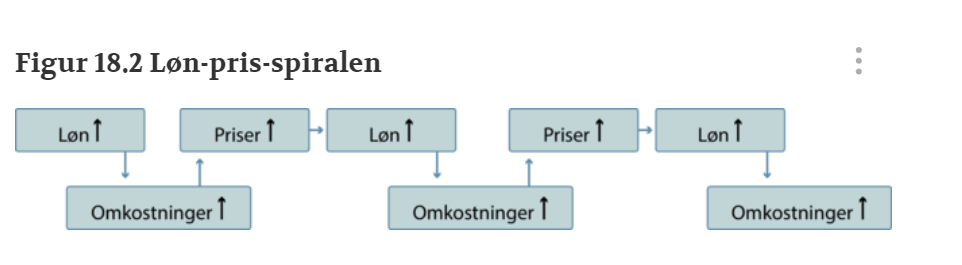 Figur 18.2 Løn-pris-spiralen
Løn ↑ Priser ↑ Løn ↑ Priser ↑ Løn ↑
Omkostninger ↑ Omkostninger ↑ Omkostninger ↑